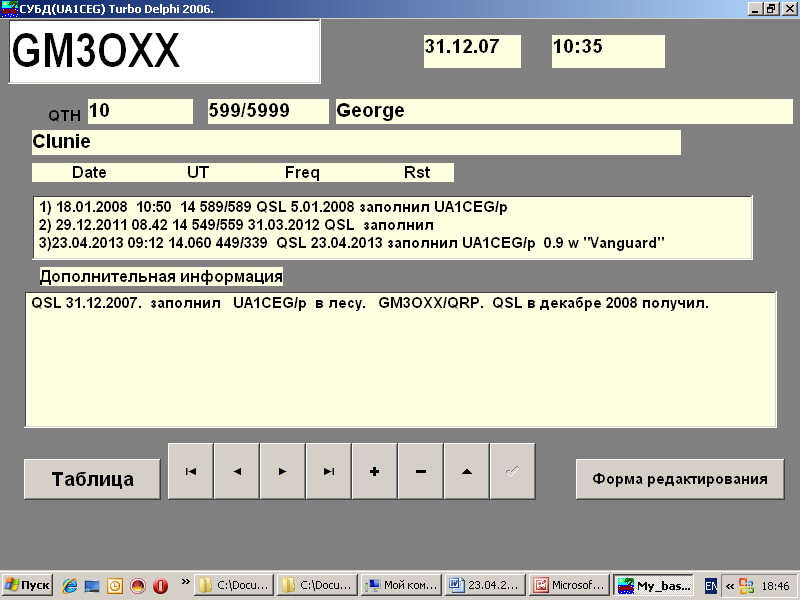 СУБД(UA1CEG) Turbo Delphi 2006.
GM3OXX
31.12.07 10:35
QTH 10 599/5999 George
Clunie
Date UT Freq Rst
1) 18.01.2008 10:50 14 589/589 QSL 5.01.2008 заполнил UA1CEG/p
2) 29.12.2011 08.42 14 549/559 31.03.2012 QSL заполнил
3)23.04.2013 09:12 14.060 449/339 QSL 23.04.2013 заполнил UA1CEG/p 0.9 w "Vanguard"
Дополнительная информация
QSL 31.12.2007. заполнил UA1CEG/p в лесу. GM3OXX/QRP. QSL в декабре 2008 получил.
Таблица
Форма редактирования
Пуск » C:\Docu... C:\Docu... Мой ком... 23.04.2... Microsof... My_bas... EN « 18:46